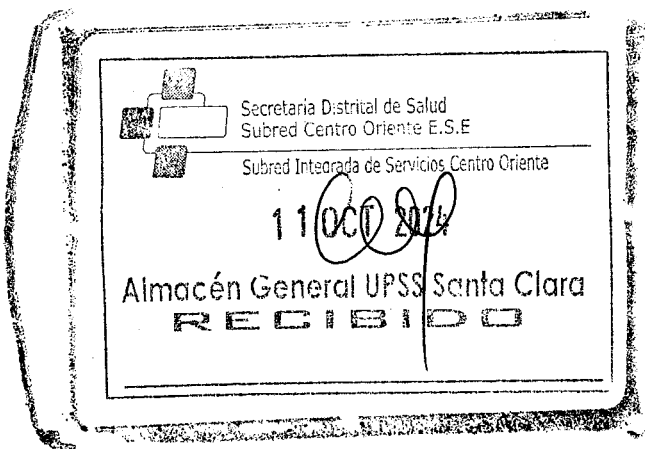 Secretaria Distrital de Salud
Subred Centro Oriente E.S.E
Subred Integrada de Servicios Centro Oriente
11 OCT 2024
Almacén General UPSS Santa Clara
RECIBIDO